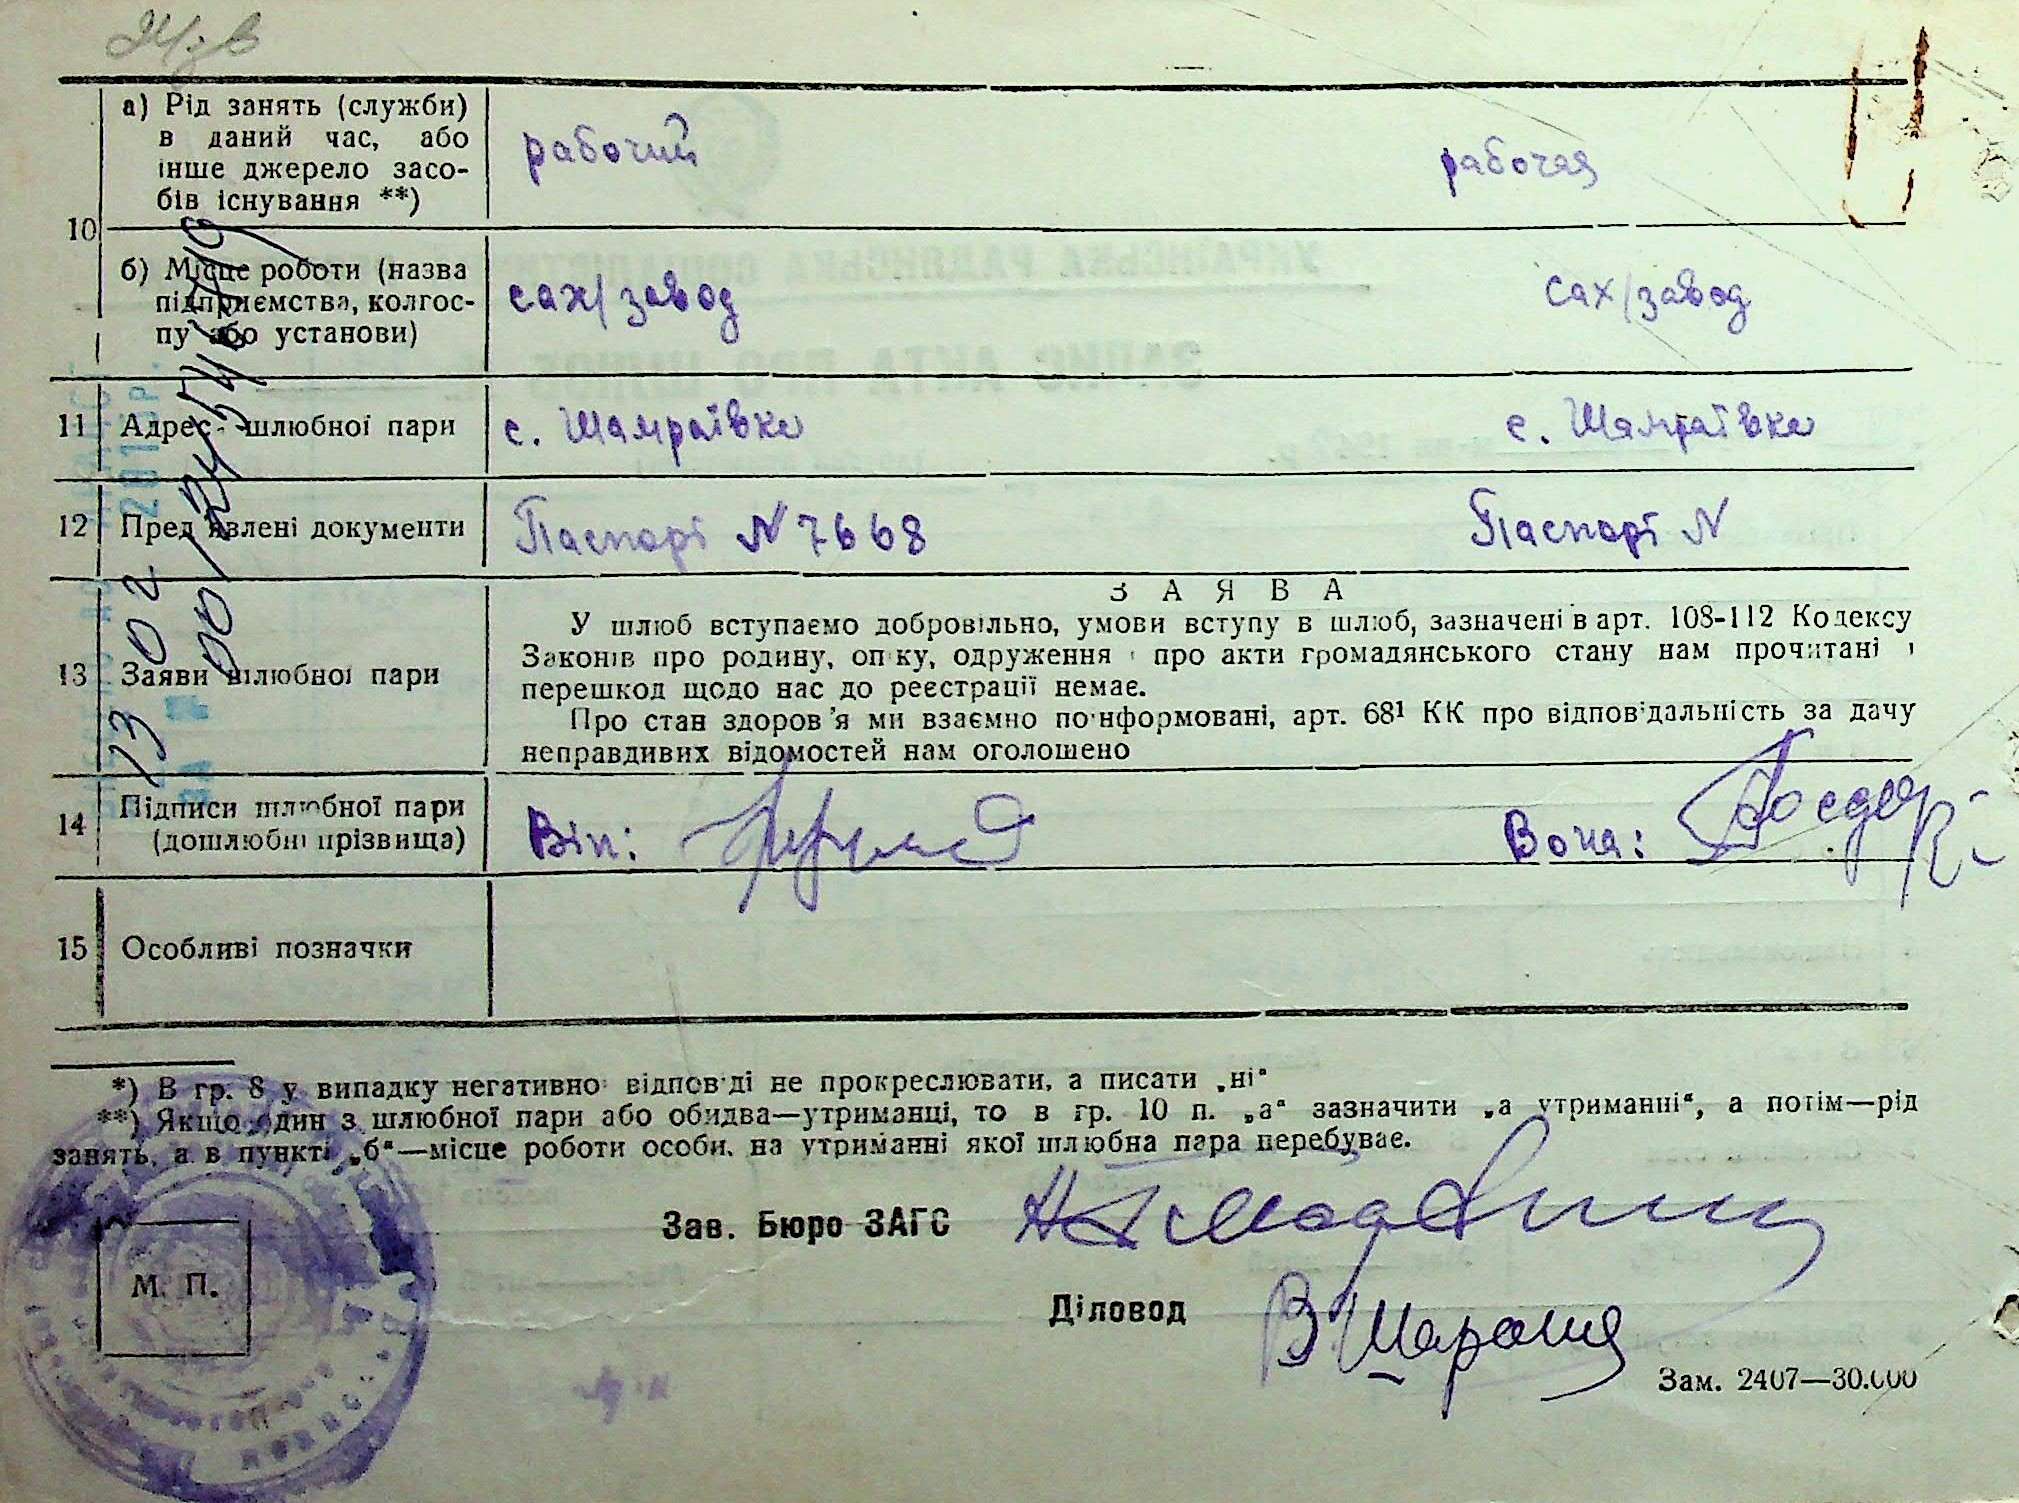 10
а) Рід занять (служби)
в даний час, або
інше джерело засо-
бів існування **)
рабочий
рабочая
б) Місце роботи (назва
підприємства, колгос-
пу або установи)
сах/завод
сах/завод
11
Адрес шлюбної пари
с. Шамраївка
с. Шамраївка
12
Пред'явлені документи
Паспорт N 7668
Паспорт N
13
Заяви шлюбної пари
ЗАЯВА
У шлюб вступаємо добровільно, умови вступу в шлюб, зазначені в арт. 108-112 Кодексу
Законів про родину, опіку, одруження і про акти громадянського стану нам прочитані і
перешкод щодо нас до реєстрації немає.
Про стан здоров'я ми взаємно поінформовані, арт. 68¹ КК про відповідальність за дачу
неправдивих відомостей нам оголошено
14
Підписи шлюбної пари
(дошлюбні прізвища)
Він:
Вона:
15
Особливі позначки
*) В гр. 8 у випадку негативної відповіді не прокреслювати, а писати „ні“
**) Якщо один з шлюбної пари або обидва—утриманці, то в гр. 10 п. „а“ зазначити „а утриманні“, а потім—рід
занять, а в пункті „б“—місце роботи особи, на утриманні якої шлюбна пара перебуває.
Зав. Бюро ЗАГС
М. П.
Діловод
Зам. 2407—30.000